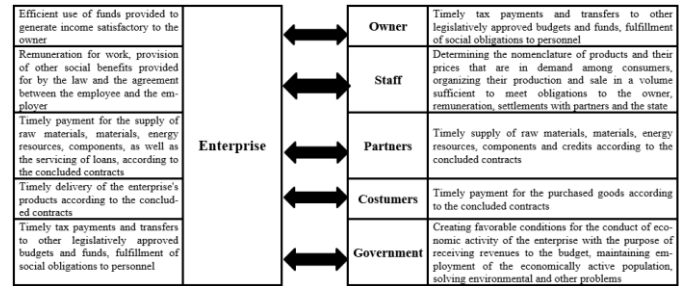 Efficient use of funds provided to
generate income satisfactory to the
owner
Remuneration for work, provision
of other social benefits provided
for by the law and the agreement
between the employee and the em-
ployer
Timely payment for the supply of
raw materials, materials, energy
resources, components, as well as
the servicing of loans, according to
the concluded contracts
Timely delivery of the enterprise's
products according to the conclud-
ed contracts
Timely tax payments and transfers
to other legislatively approved
budgets and funds, fulfillment of
social obligations to personnel
Enterprise
Owner
Timely tax payments and transfers to other
legislatively approved budgets and funds, fulfillment
of social obligations to personnel
Staff
Determining the nomenclature of products and their
prices that are in demand among consumers,
organizing their production and sale in a volume
sufficient to meet obligations to the owner,
remuneration, settlements with partners and the state
Partners
Timely supply of raw materials, materials, energy
resources, components and credits according to the
concluded contracts
Costumers
Timely payment for the purchased goods according
to the concluded contracts
Government
Creating favorable conditions for the conduct of eco-
nomic activity of the enterprise with the purpose of
receiving revenues to the budget, maintaining em-
ployment of the economically active population,
solving environmental and other problems